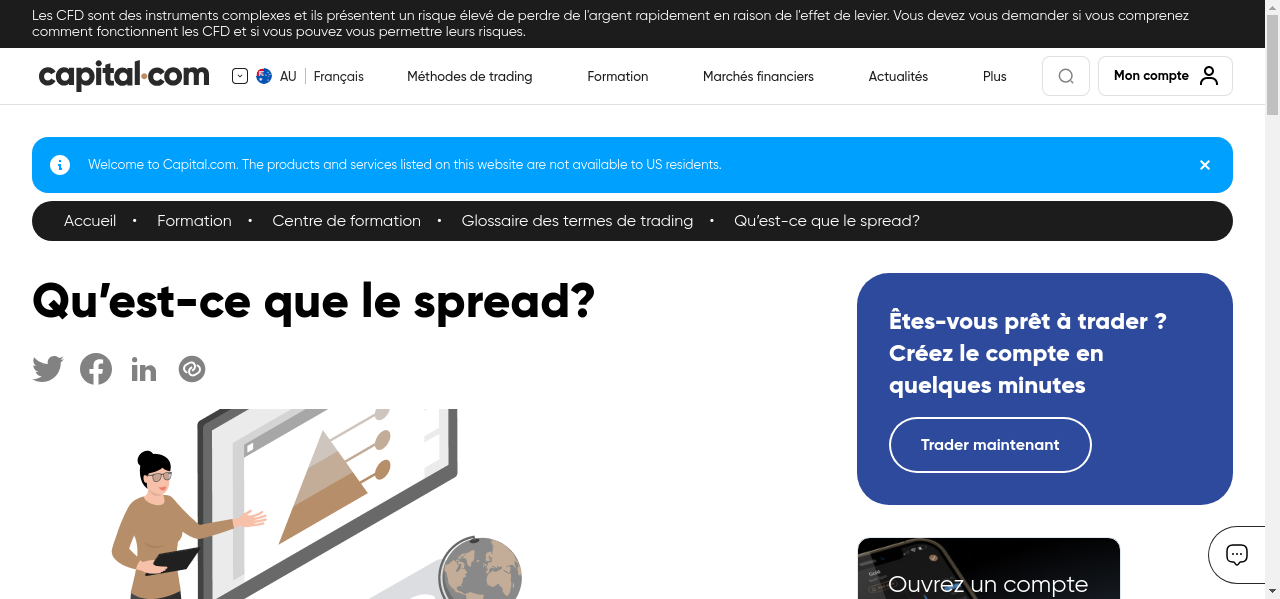 Les CFD sont des instruments complexes et ils présentent un risque élevé de perdre de l'argent rapidement en raison de l'effet de levier. Vous devez vous demander si vous comprenez
comment fonctionnent les CFD et si vous pouvez vous permettre leurs risques.
capital.com
AU Français
Méthodes de trading
Formation
Marchés financiers
Actualités
Plus
Mon compte
Welcome to Capital.com. The products and services listed on this website are not available to US residents.
Accueil • Formation • Centre de formation • Glossaire des termes de trading • Qu’est-ce que le spread?
Qu’est-ce que le spread?
Êtes-vous prêt à trader ?
Créez le compte en
quelques minutes
Trader maintenant
Ouvrez un compte